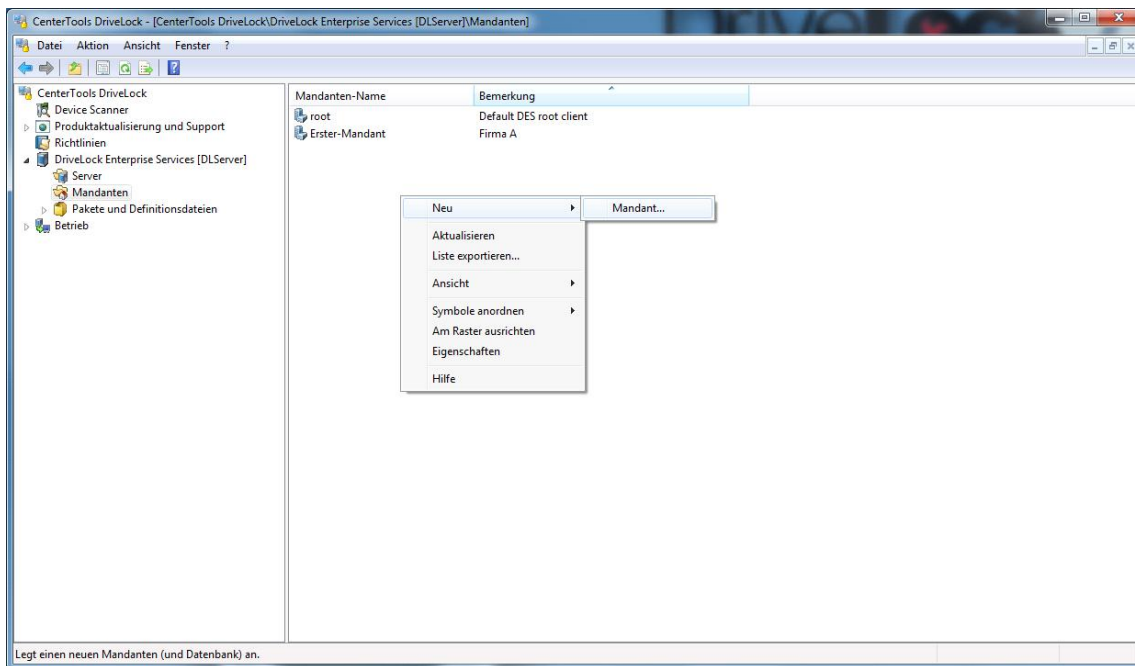 CenterTools DriveLock - [CenterTools DriveLock\DriveLock Enterprise Services [DLServer]\Mandanten]
DriveLock
Datei Aktion Ansicht Fenster ?
CenterTools DriveLock
Device Scanner
Produktaktualisierung und Support
Richtlinien
DriveLock Enterprise Services [DLServer]
Server
Mandanten
Pakete und Definitionsdateien
Betrieb
Mandanten-Name Bemerkung
root Default DES root client
Erster-Mandant Firma A
Neu Mandant...
Aktualisieren
Liste exportieren...
Ansicht
Symbole anordnen
Am Raster ausrichten
Eigenschaften
Hilfe
Legt einen neuen Mandanten (und Datenbank) an.